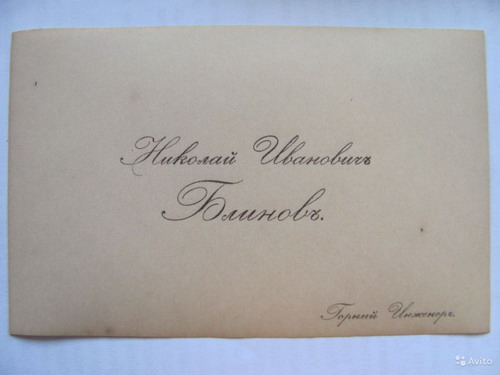 Николай Ивановичъ
Блиновъ.
Горный Инженеръ.
Avito